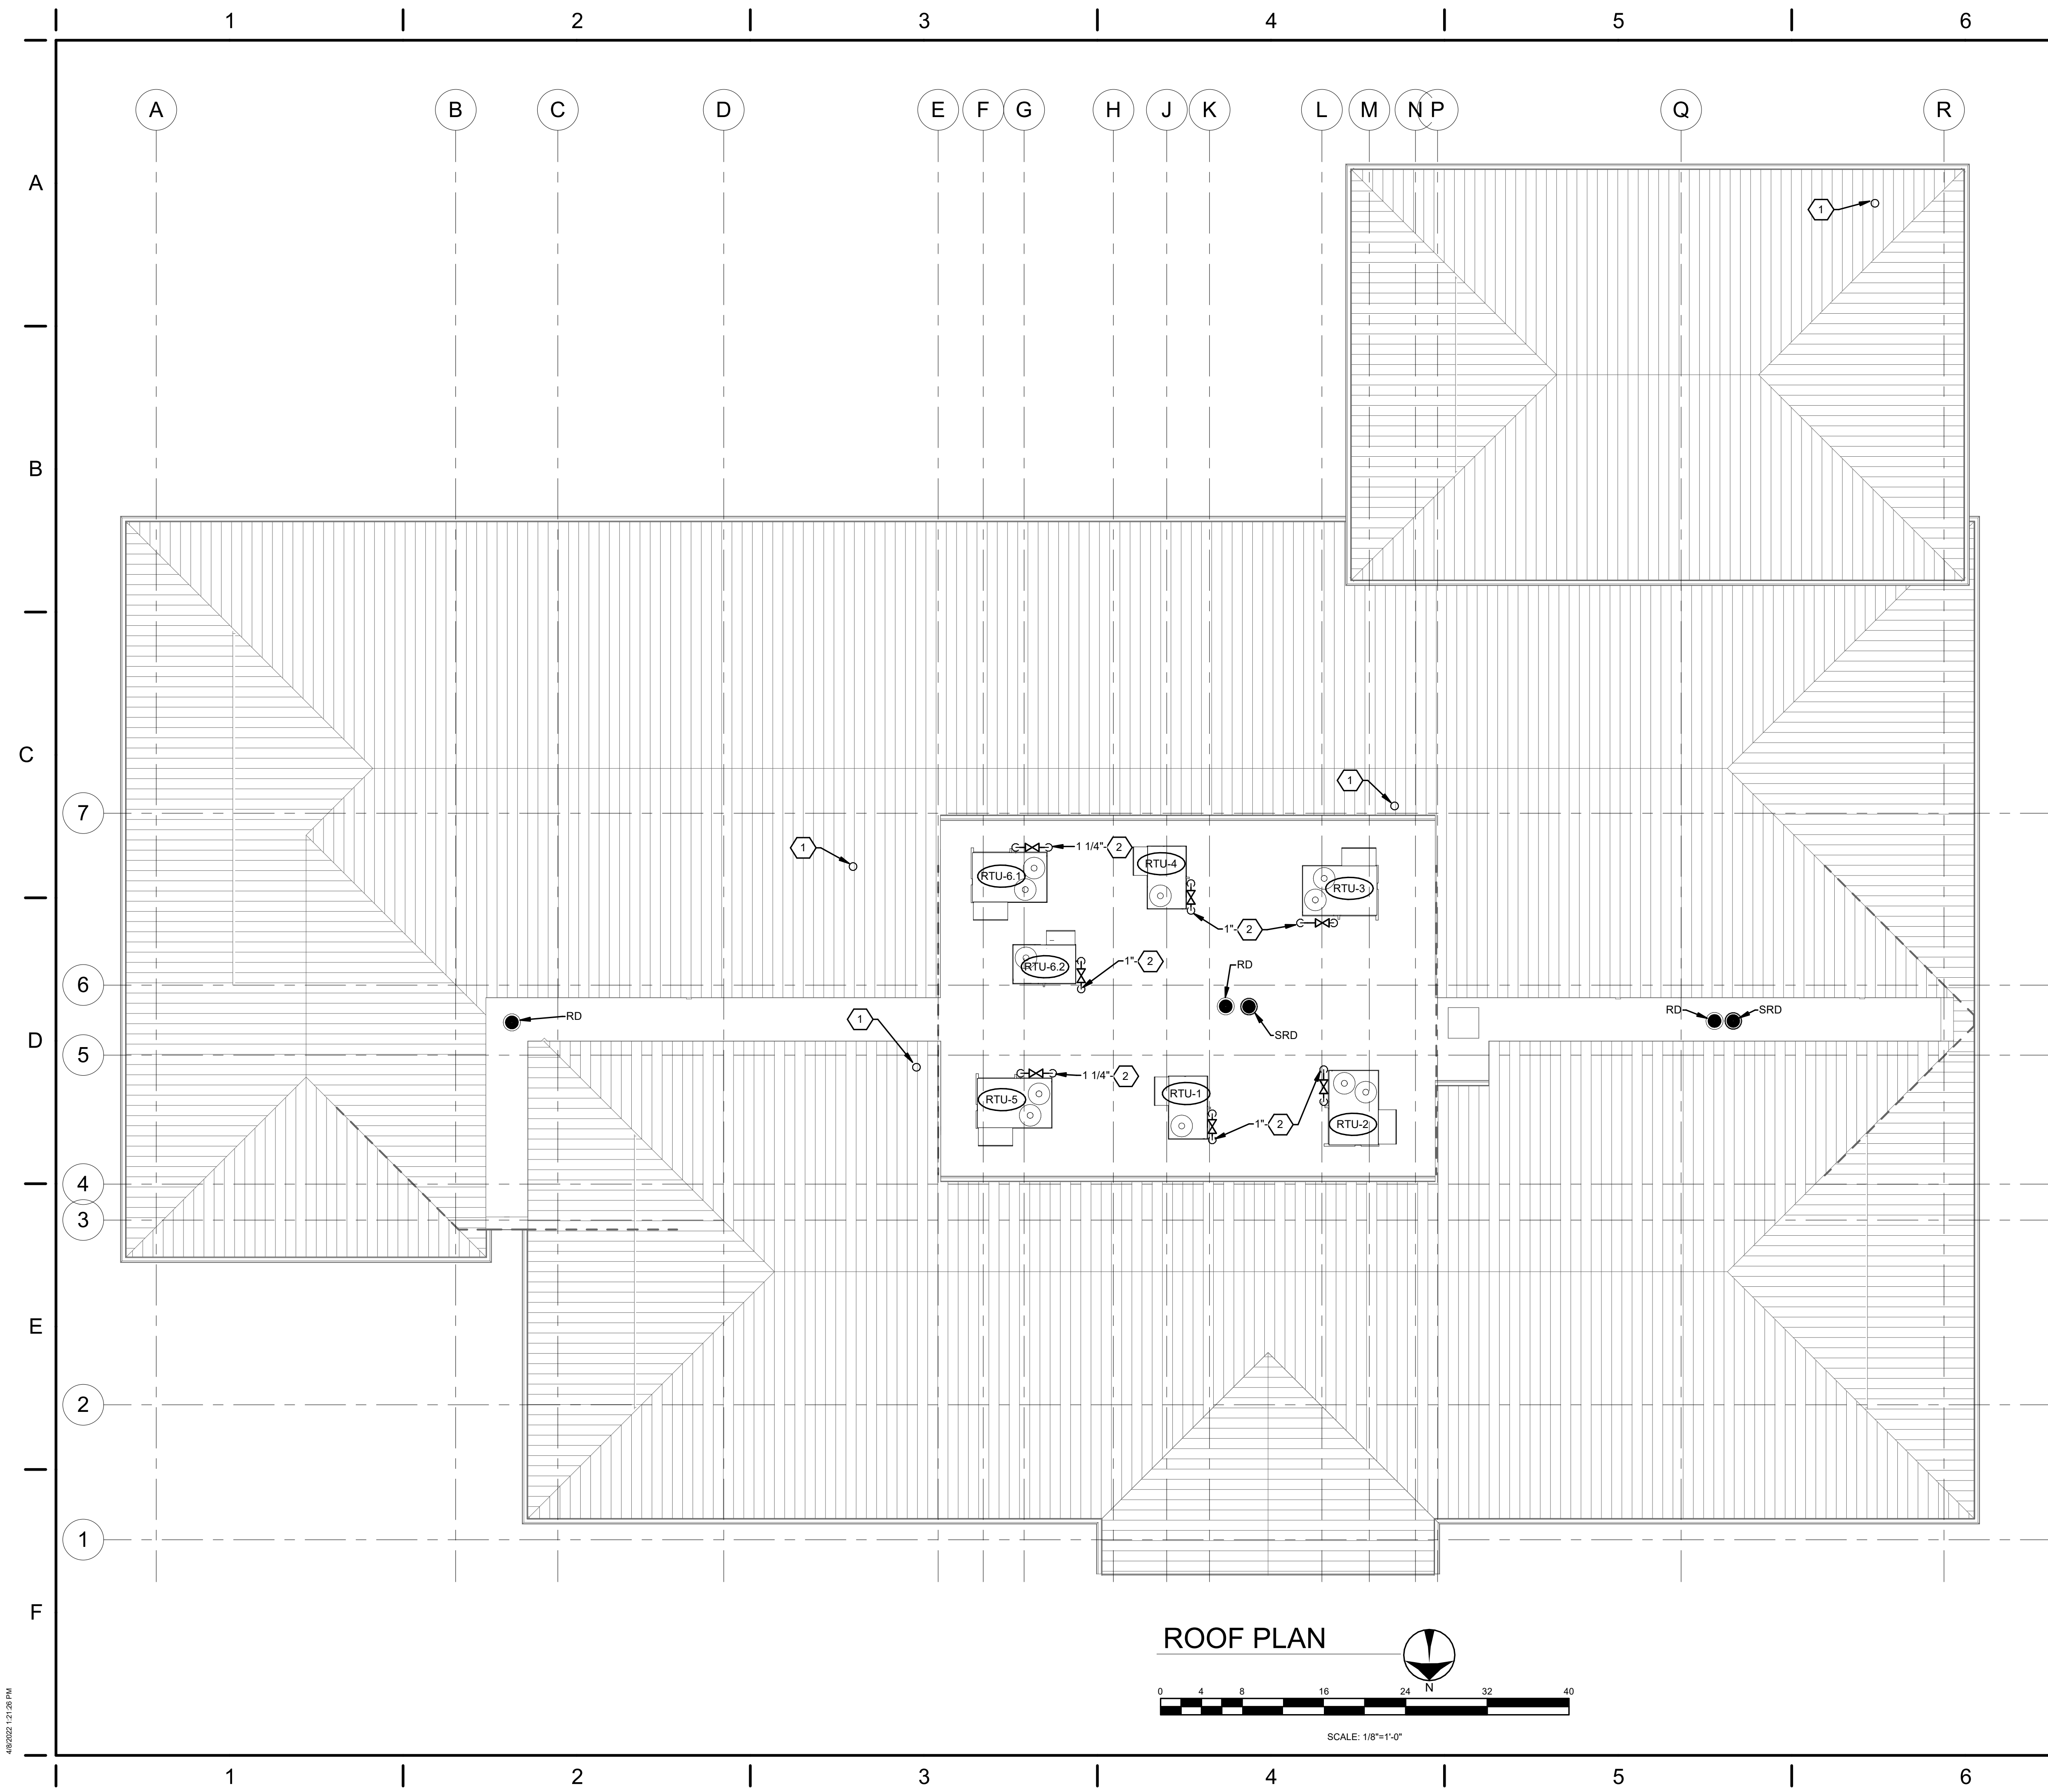 1 2 3 4 5 6
A B C D E F G H J K L M N P Q R
A
1
B
C
1
7
1
1 1/4"- 2
RTU-4
RTU-6.1
RTU-3
1"- 2
RTU-6.2
1"- 2
RD
6
D
RD
1
SRD
RD
SRD
5
1 1/4"- 2
RTU-5
RTU-1
1"- 2
RTU-2
4
3
E
2
1
F
ROOF PLAN
N
0 4 8 16 24 32 40
SCALE: 1/8"=1'-0"
4/8/2022 1:21:26 PM
1 2 3 4 5 6